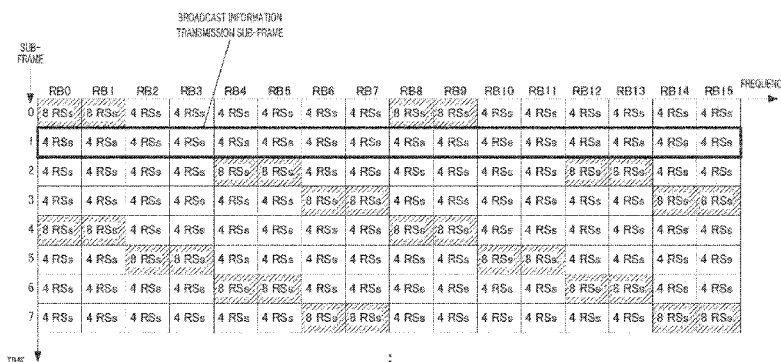 BROADCAST INFORMATION
TRANSMISSION SUB-FRAME
SUB-
FRAME
RB0 RB1 RB2 RB3 RB4 RB5 RB6 RB7 RB8 RB9 RB10 RB11 RB12 RB13 RB14 RB15 FREQUENCY
0 8 RSs 8 RSs 4 RSs 4 RSs 4 RSs 4 RSs 4 RSs 4 RSs 8 RSs 8 RSs 4 RSs 4 RSs 4 RSs 4 RSs 4 RSs 4 RSs
1 4 RSs 4 RSs 4 RSs 4 RSs 4 RSs 4 RSs 4 RSs 4 RSs 4 RSs 4 RSs 4 RSs 4 RSs 4 RSs 4 RSs 4 RSs 4 RSs
2 4 RSs 4 RSs 4 RSs 4 RSs 8 RSs 8 RSs 4 RSs 4 RSs 4 RSs 4 RSs 4 RSs 4 RSs 8 RSs 8 RSs 4 RSs 4 RSs
3 4 RSs 4 RSs 4 RSs 4 RSs 4 RSs 4 RSs 8 RSs 8 RSs 4 RSs 4 RSs 4 RSs 4 RSs 4 RSs 4 RSs 8 RSs 8 RSs
4 8 RSs 8 RSs 4 RSs 4 RSs 4 RSs 4 RSs 4 RSs 4 RSs 8 RSs 8 RSs 4 RSs 4 RSs 4 RSs 4 RSs 4 RSs 4 RSs
5 4 RSs 4 RSs 8 RSs 8 RSs 4 RSs 4 RSs 4 RSs 4 RSs 4 RSs 4 RSs 8 RSs 8 RSs 4 RSs 4 RSs 4 RSs 4 RSs
6 4 RSs 4 RSs 4 RSs 4 RSs 8 RSs 8 RSs 4 RSs 4 RSs 4 RSs 4 RSs 4 RSs 4 RSs 8 RSs 8 RSs 4 RSs 4 RSs
7 4 RSs 4 RSs 4 RSs 4 RSs 4 RSs 4 RSs 8 RSs 8 RSs 4 RSs 4 RSs 4 RSs 4 RSs 4 RSs 4 RSs 8 RSs 8 RSs
TIME